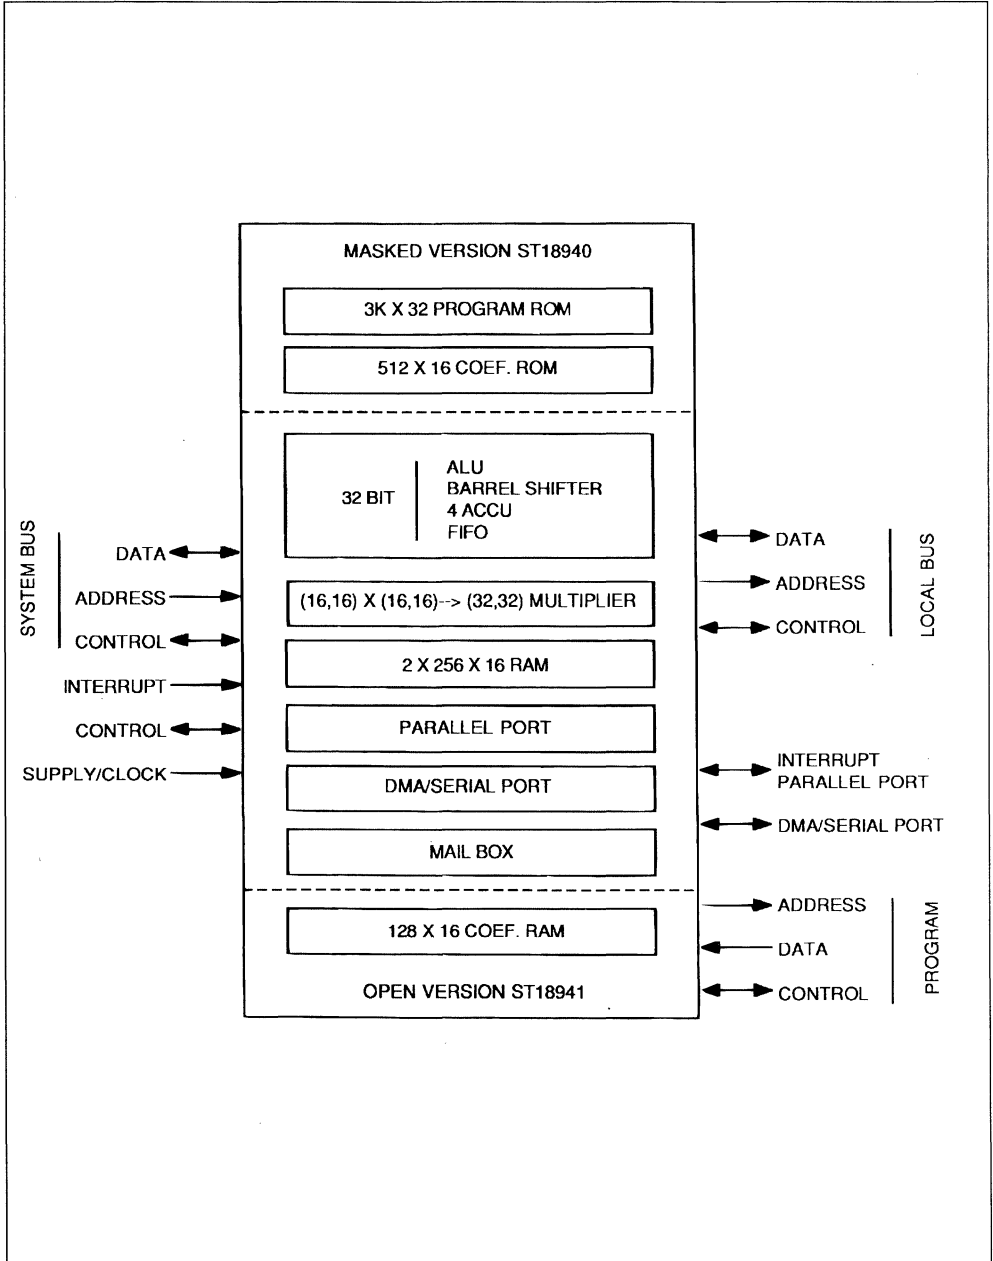 MASKED VERSION ST18940
3K X 32 PROGRAM ROM
512 X 16 COEF. ROM
32 BIT
ALU
BARREL SHIFTER
4 ACCU
FIFO
(16,16) X (16,16)--> (32,32) MULTIPLIER
2 X 256 X 16 RAM
PARALLEL PORT
DMA/SERIAL PORT
MAIL BOX
128 X 16 COEF. RAM
OPEN VERSION ST18941
SYSTEM BUS
DATA
ADDRESS
CONTROL
INTERRUPT
CONTROL
SUPPLY/CLOCK
DATA
ADDRESS
CONTROL
LOCAL BUS
INTERRUPT
PARALLEL PORT
DMA/SERIAL PORT
ADDRESS
DATA
CONTROL
PROGRAM